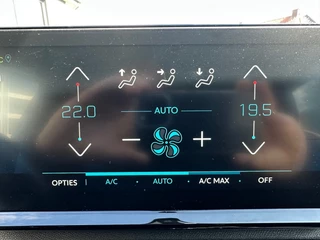 22.0 AUTO 19.5
OPTIES A/C AUTO A/C MAX OFF